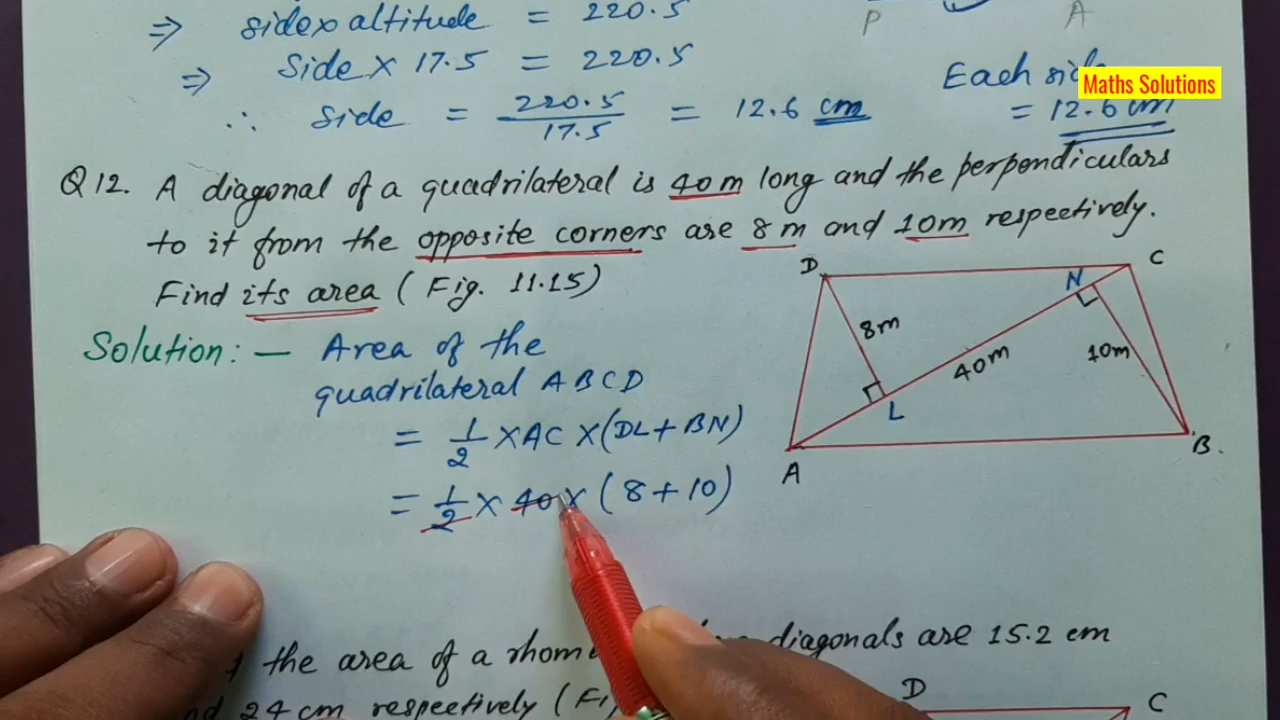 ⇒ side × altitude = 220.5
P A
⇒ Side × 17.5 = 220.5
Each side
Maths Solutions
∴ Side = 220.5/17.5 = 12.6 cm
= 12.6 cm
Q 12. A diagonal of a quadrilateral is 40m long and the perpendiculars
to it from the opposite corners are 8 m and 10m respectively.
Find its area (Fig. 11.15)
D C
N
8m
40m
10m
L
A
B.
Solution: — Area of the
quadrilateral ABCD
= 1/2 × AC × (DL + BN)
= 1/2 × 40 × (8 + 10)
the area of a diagonals are 15.2 cm
24 cm respectively
D C